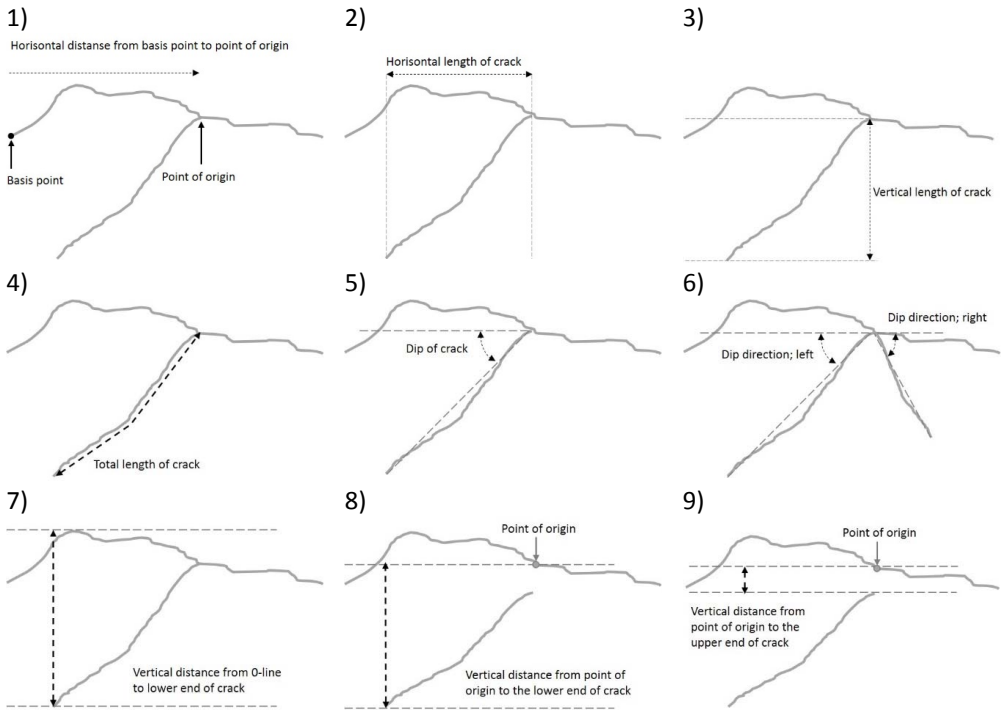 1)
Horisontal distanse from basis point to point of origin
Basis point
Point of origin
2)
Horisontal length of crack
3)
Vertical length of crack
4)
Total length of crack
5)
Dip of crack
6)
Dip direction; right
Dip direction; left
7)
Vertical distance from 0-line
to lower end of crack
8)
Point of origin
Vertical distance from point of
origin to the lower end of crack
9)
Point of origin
Vertical distance from
point of origin to the
upper end of crack